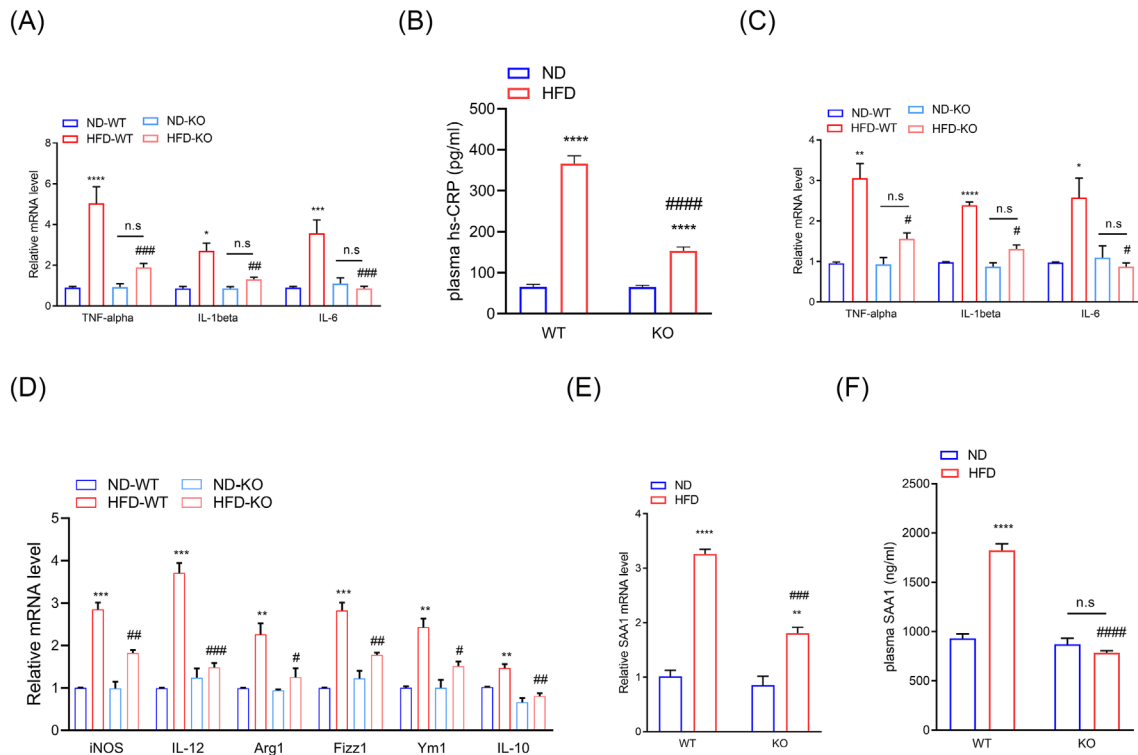 (A)
ND-WT ND-KO
HFD-WT HFD-KO
Relative mRNA level
8
6
4
2
0
****
n.s
###
*
n.s
##
***
n.s
###
TNF-alpha IL-1beta IL-6
(B)
ND
HFD
plasma hs-CRP (pg/ml)
500
400
300
200
100
0
****
####
****
WT KO
(C)
ND-WT ND-KO
HFD-WT HFD-KO
Relative mRNA level
4
3
2
1
0
**
n.s
#
****
n.s
#
*
n.s
#
TNF-alpha IL-1beta IL-6
(D)
ND-WT ND-KO
HFD-WT HFD-KO
Relative mRNA level
5
4
3
2
1
0
***
##
***
###
**
#
***
##
**
#
**
##
iNOS IL-12 Arg1 Fizz1 Ym1 IL-10
(E)
ND
HFD
Relative SAA1 mRNA level
4
3
2
1
0
****
###
**
WT KO
(F)
ND
HFD
plasma SAA1 (ng/ml)
2500
2000
1500
1000
500
0
****
n.s
####
WT KO